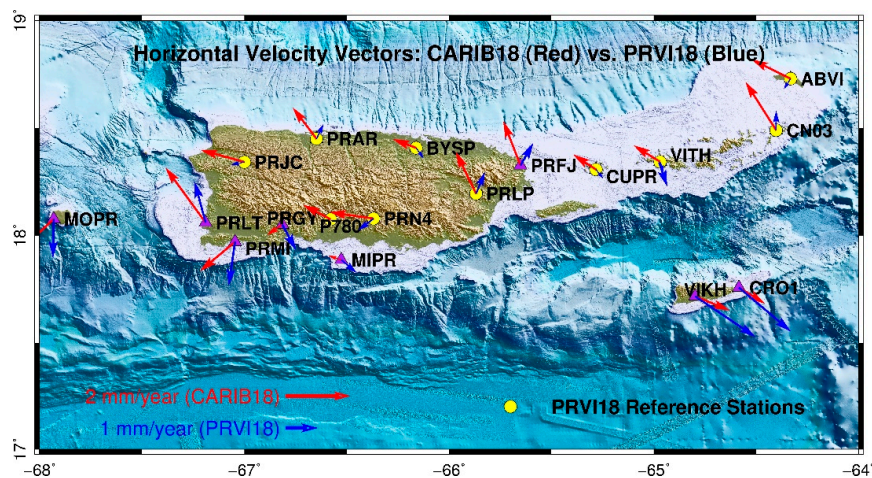 19°
Horizontal Velocity Vectors: CARIB18 (Red) vs. PRVI18 (Blue)
ABVI
CN03
PRAR
BYSP
PRJC
PRFJ
VITH
CUPR
PRLP
MOPR
PRLT
PRGY
P780
PRN4
18°
PRMI
MIPR
VIKH
CRO1
2 mm/year (CARIB18)
PRVI18 Reference Stations
1 mm/year (PRVI18)
17°
−68° −67° −66° −65° −64°